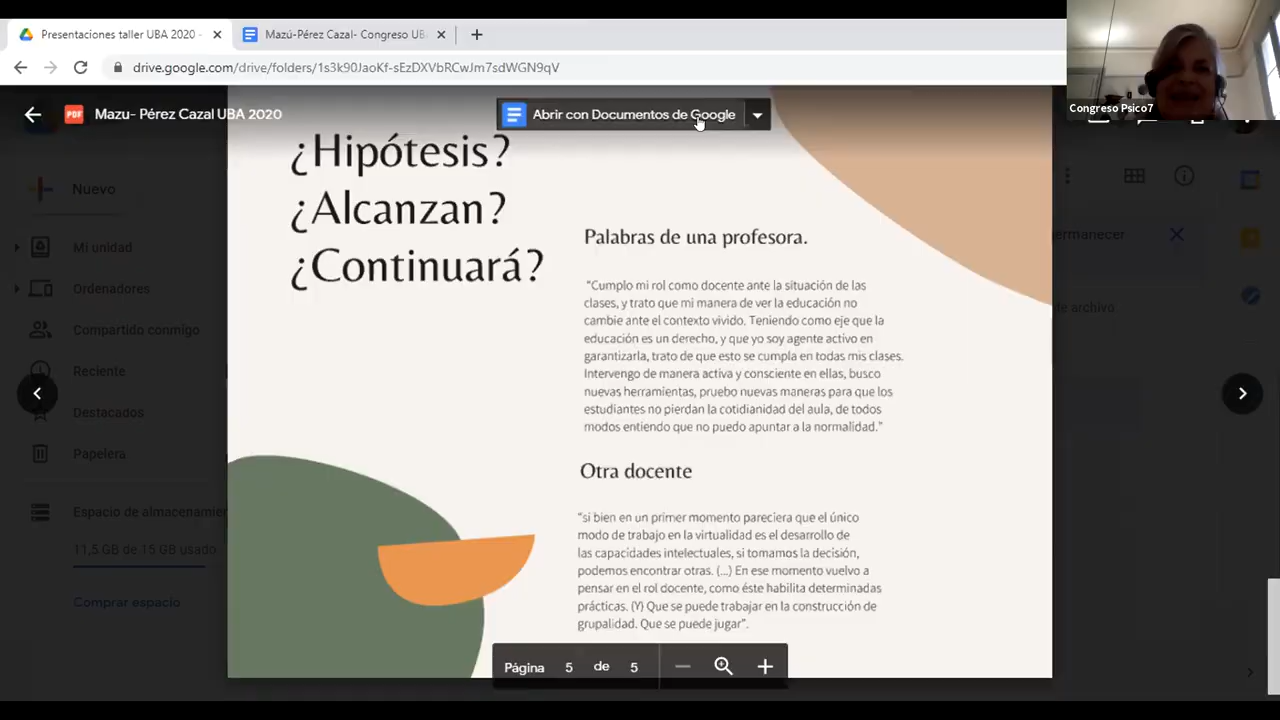 Presentaciones taller UBA 2020 -
Mazú-Pérez Cazal- Congreso UB
drive.google.com/drive/folders/1s3k90JaoKf-sEzDXVbRCwJm7sdWGN9qV
Congreso Psico7
Mazu- Pérez Cazal UBA 2020
Abrir con Documentos de Google
Nuevo
Mi unidad
Ordenadores
Compartido conmigo
Reciente
Destacados
Papelera
Espacio de almacenamien
11,5 GB de 15 GB usado
Comprar espacio
ermanecer
te archivo
¿Hipótesis?
¿Alcanzan?
¿Continuará?
Palabras de una profesora.
"Cumplo mi rol como docente ante la situación de las
clases, y trato que mi manera de ver la educación no
cambie ante el contexto vivido. Teniendo como eje que la
educación es un derecho, y que yo soy agente activo en
garantizarla, trato de que esto se cumpla en todas mis clases.
Intervengo de manera activa y consciente en ellas, busco
nuevas herramientas, pruebo nuevas maneras para que los
estudiantes no pierdan la cotidianidad del aula, de todos
modos entiendo que no puedo apuntar a la normalidad."
Otra docente
"si bien en un primer momento pareciera que el único
modo de trabajo en la virtualidad es el desarrollo de
las capacidades intelectuales, si tomamos la decisión,
podemos encontrar otras. (...) En ese momento vuelvo a
pensar en el rol docente, como éste habilita determinadas
prácticas. (Y) Que se puede trabajar en la construcción de
grupalidad. Que se puede jugar".
Página 5 de 5